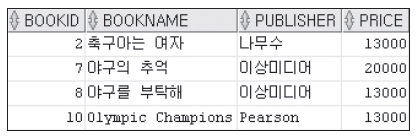 BOOKID BOOKNAME PUBLISHER PRICE
2 축구아는 여자 나무수 13000
7 야구의 추억 이상미디어 20000
8 야구를 부탁해 이상미디어 13000
10 Olympic Champions Pearson 13000